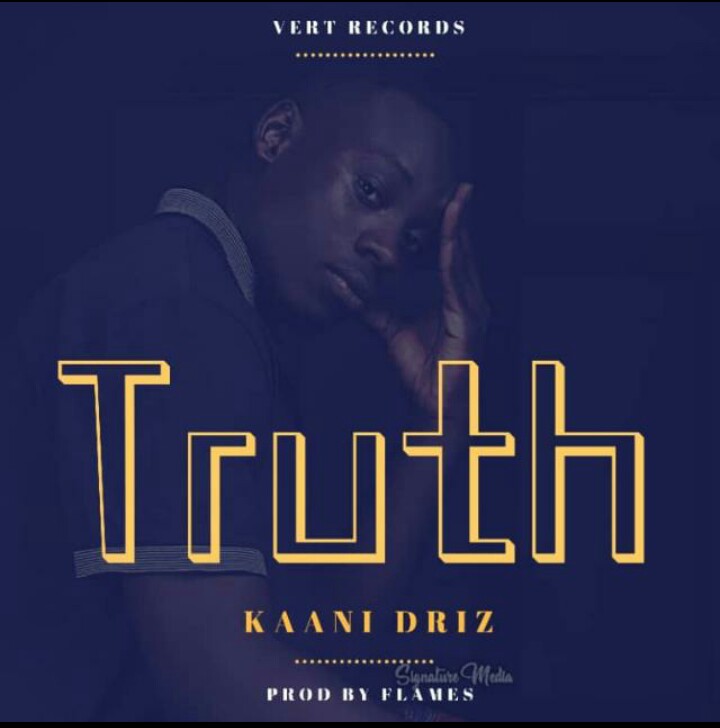 VERT RECORDS
Truth
KAANI DRIZ
Signature Media
PROD BY FLAMES